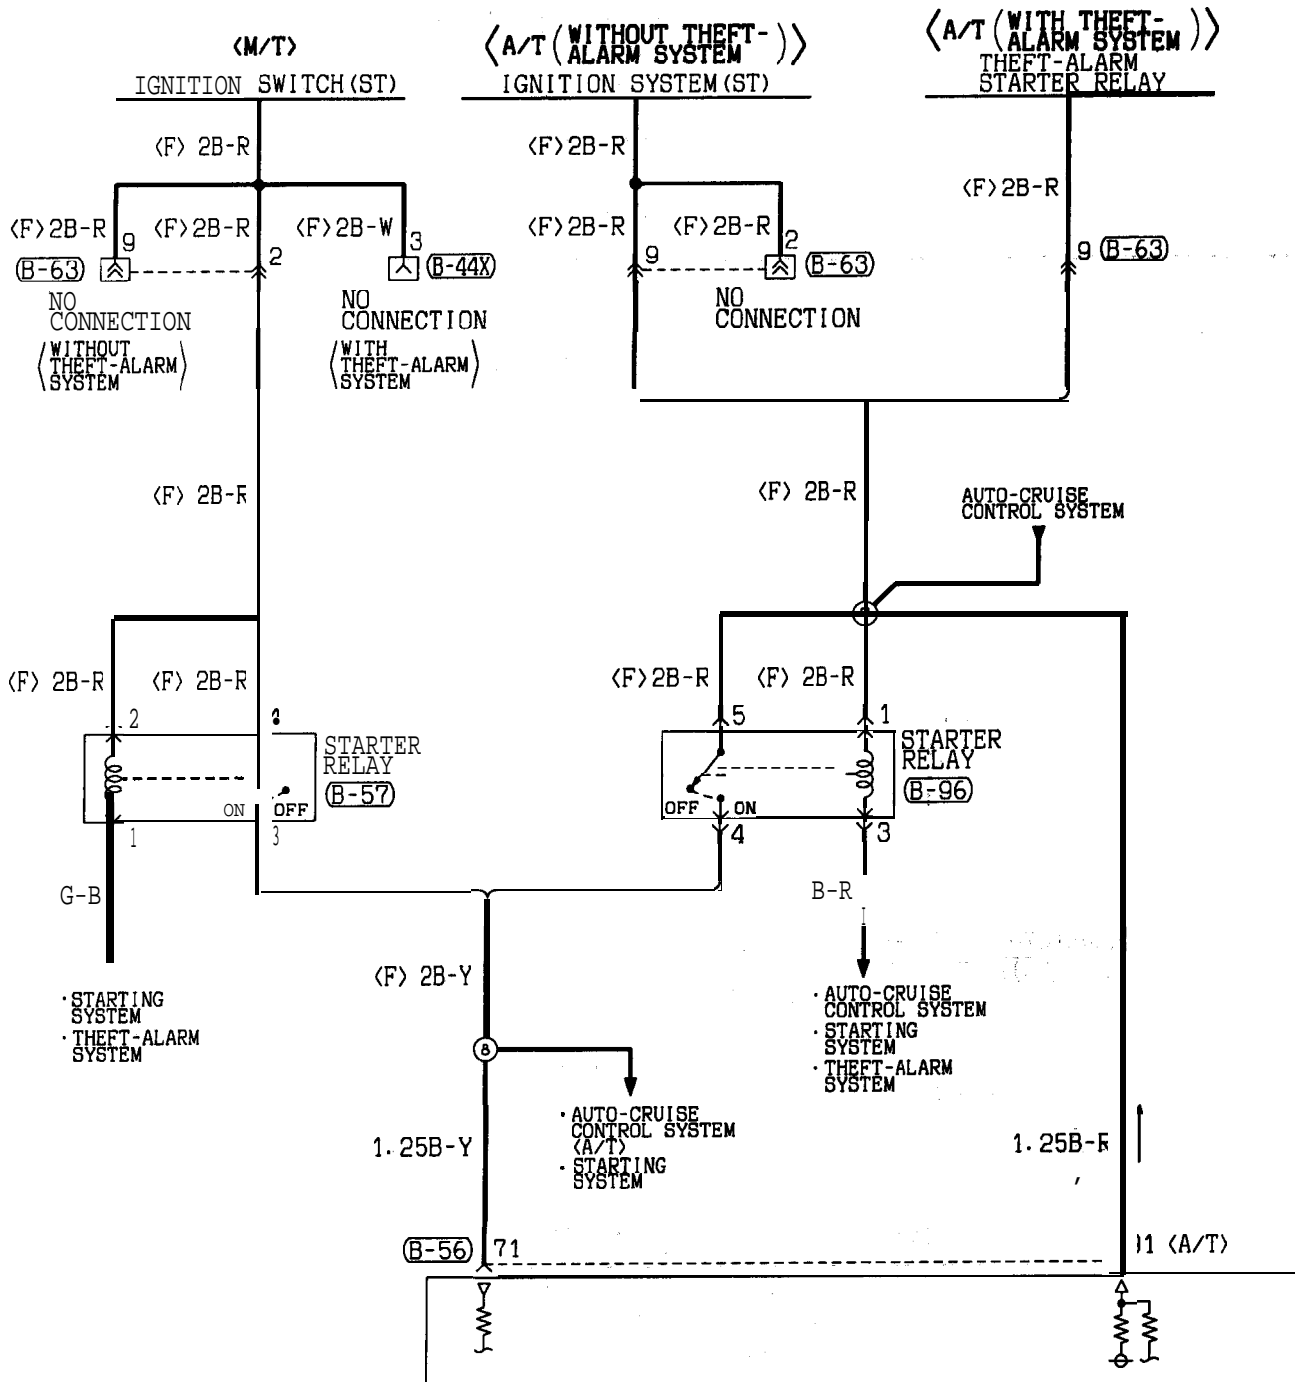 〈M/T〉
IGNITION SWITCH(ST)
〈A/T(WITHOUT THEFT-
ALARM SYSTEM)〉
IGNITION SYSTEM(ST)
〈A/T(WITH THEFT-
ALARM SYSTEM)〉
THEFT-ALARM
STARTER RELAY
〈F〉 2B-R
〈F〉2B-R
〈F〉2B-R
〈F〉2B-R
〈F〉2B-R
〈F〉2B-W
〈F〉2B-R
〈F〉2B-R
9
2
3
9
2
9
(B-63)
(B-44X)
(B-63)
(B-63)
NO
CONNECTION
〈WITHOUT
THEFT-ALARM
SYSTEM〉
NO
CONNECTION
〈WITH
THEFT-ALARM
SYSTEM〉
NO
CONNECTION
〈F〉 2B-R
〈F〉 2B-R
AUTO-CRUISE
CONTROL SYSTEM
〈F〉 2B-R
〈F〉 2B-R
〈F〉2B-R
〈F〉 2B-R
2
5
1
STARTER
RELAY
(B-57)
STARTER
RELAY
(B-96)
ON
OFF
OFF
ON
1
3
4
3
G-B
B-R
〈F〉 2B-Y
·STARTING
SYSTEM
·THEFT-ALARM
SYSTEM
· AUTO-CRUISE
CONTROL SYSTEM
· STARTING
SYSTEM
· THEFT-ALARM
SYSTEM
8
· AUTO-CRUISE
CONTROL SYSTEM
〈A/T〉
· STARTING
SYSTEM
1.25B-Y
1.25B-R
(B-56)
71
〈A/T〉